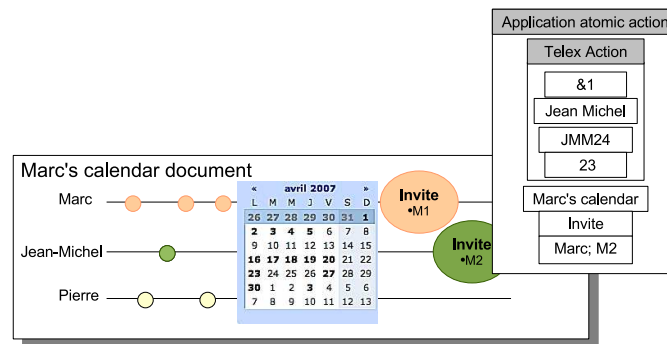 Application atomic action
Telex Action
&1
Jean Michel
JMM24
23
Marc's calendar
Invite
Marc; M2
Marc's calendar document
Marc
Jean-Michel
Pierre
« avril 2007 »
L M M J V S D
26 27 28 29 30 31 1
2 3 4 5 6 7 8
9 10 11 12 13 14 15
16 17 18 19 20 21 22
23 24 25 26 27 28 29
30 1 2 3 4 5 6
7 8 9 10 11 12 13
Invite
•M1
Invite
•M2